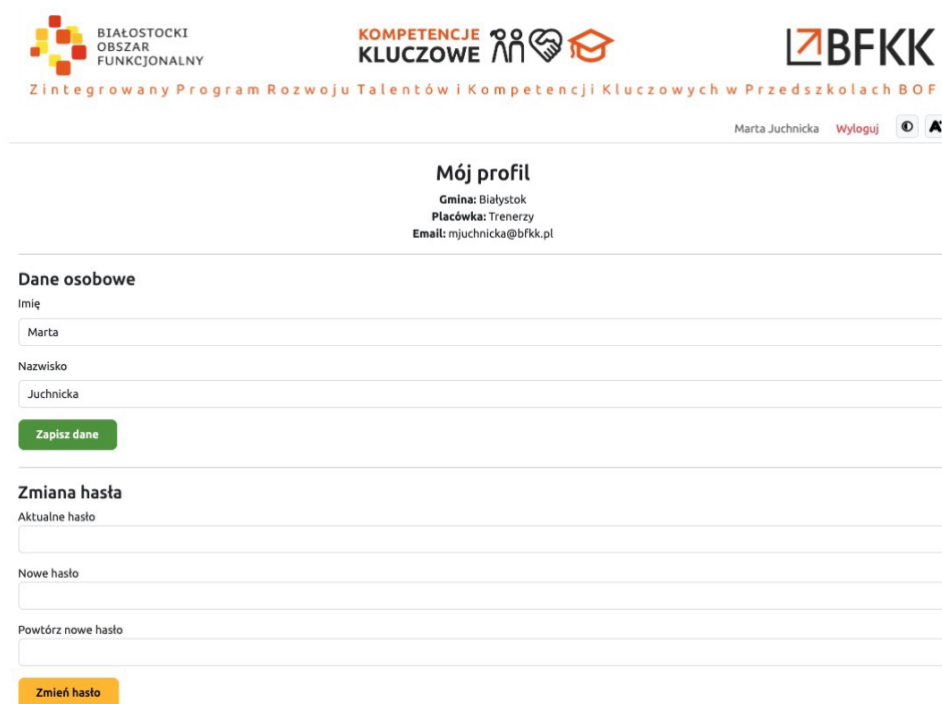 BIAŁOSTOCKI
OBSZAR
FUNKCJONALNY
KOMPETENCJE
KLUCZOWE
BFKK
Zintegrowany Program Rozwoju Talentów i Kompetencji Kluczowych w Przedszkolach BOF
Marta Juchnicka Wyloguj
Mój profil
Gmina: Białystok
Placówka: Trenerzy
Email: mjuchnicka@bfkk.pl
Dane osobowe
Imię
Marta
Nazwisko
Juchnicka
Zapisz dane
Zmiana hasła
Aktualne hasło
Nowe hasło
Powtórz nowe hasło
Zmień hasło